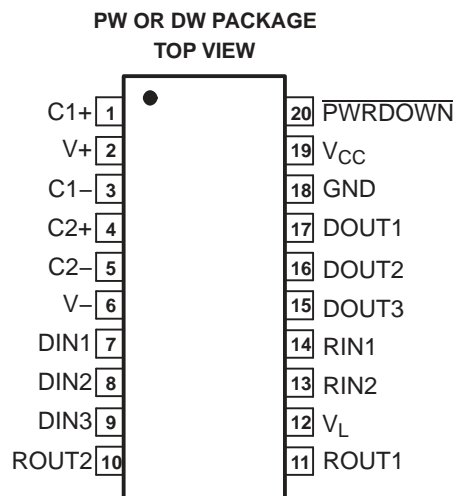 PW OR DW PACKAGE
TOP VIEW
C1+ 1 20 PWRDOWN
V+ 2 19 VCC
C1− 3 18 GND
C2+ 4 17 DOUT1
C2− 5 16 DOUT2
V− 6 15 DOUT3
DIN1 7 14 RIN1
DIN2 8 13 RIN2
DIN3 9 12 VL
ROUT2 10 11 ROUT1